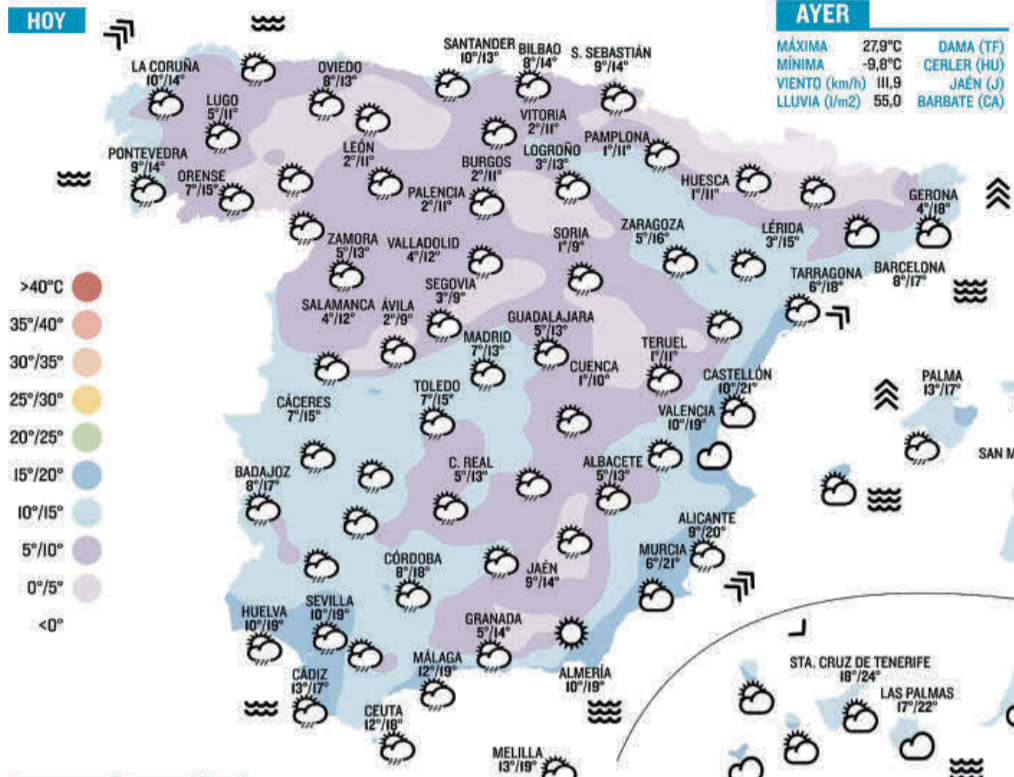 HOY
AYER
MÁXIMA 27,9°C DAMA (TF)
MÍNIMA -9,8°C CERLER (HU)
VIENTO (km/h) 111,9 JAÉN (J)
LLUVIA (l/m2) 55,0 BARBATE (CA)
LA CORUÑA
10°/14°
LUGO
5°/11°
OVIEDO
8°/13°
SANTANDER
10°/13°
BILBAO
8°/14°
S. SEBASTIÁN
9°/14°
VITORIA
2°/11°
PAMPLONA
1°/11°
PONTEVEDRA
9°/14°
ORENSE
7°/15°
LEÓN
2°/11°
BURGOS
2°/11°
LOGROÑO
3°/13°
PALENCIA
2°/11°
HUESCA
1°/11°
GERONA
4°/18°
ZAMORA
5°/13°
VALLADOLID
4°/12°
SORIA
1°/9°
ZARAGOZA
5°/16°
LÉRIDA
3°/15°
BARCELONA
8°/17°
TARRAGONA
6°/18°
SEGOVIA
3°/9°
SALAMANCA
4°/12°
ÁVILA
2°/9°
GUADALAJARA
5°/13°
MADRID
7°/13°
TERUEL
1°/11°
CUENCA
1°/10°
CASTELLÓN
10°/21°
PALMA
13°/17°
CÁCERES
7°/15°
TOLEDO
7°/15°
VALENCIA
10°/19°
SAN M
BADAJOZ
8°/17°
C. REAL
5°/13°
ALBACETE
5°/13°
ALICANTE
9°/20°
MURCIA
6°/21°
CÓRDOBA
8°/18°
JAÉN
9°/14°
HUELVA
10°/19°
SEVILLA
10°/19°
GRANADA
5°/14°
CÁDIZ
13°/17°
MÁLAGA
12°/19°
ALMERÍA
10°/19°
CEUTA
12°/16°
MELILLA
13°/19°
STA. CRUZ DE TENERIFE
18°/24°
LAS PALMAS
17°/22°
>40°C
35°/40°
30°/35°
25°/30°
20°/25°
15°/20°
10°/15°
5°/10°
0°/5°
<0°